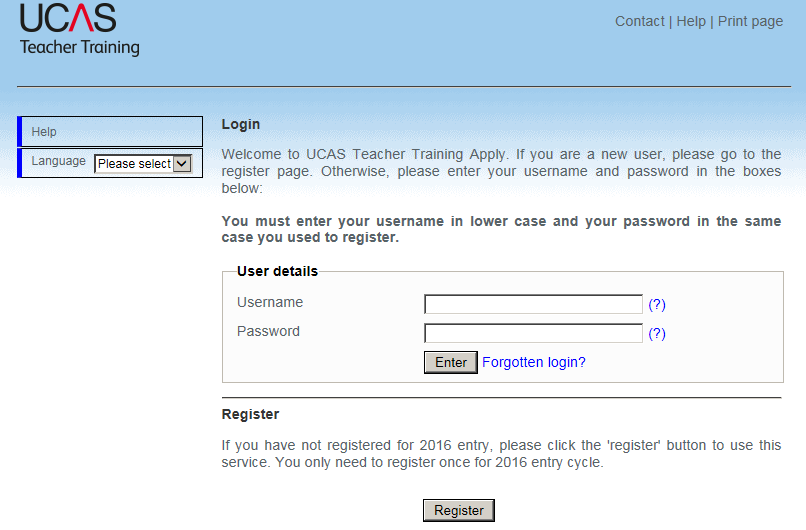 UCAS
Teacher Training
Contact | Help | Print page
Help
Language Please select
Login
Welcome to UCAS Teacher Training Apply. If you are a new user, please go to the
register page. Otherwise, please enter your username and password in the boxes
below:
You must enter your username in lower case and your password in the same
case you used to register.
User details
Username (?)
Password (?)
Enter Forgotten login?
Register
If you have not registered for 2016 entry, please click the 'register' button to use this
service. You only need to register once for 2016 entry cycle.
Register